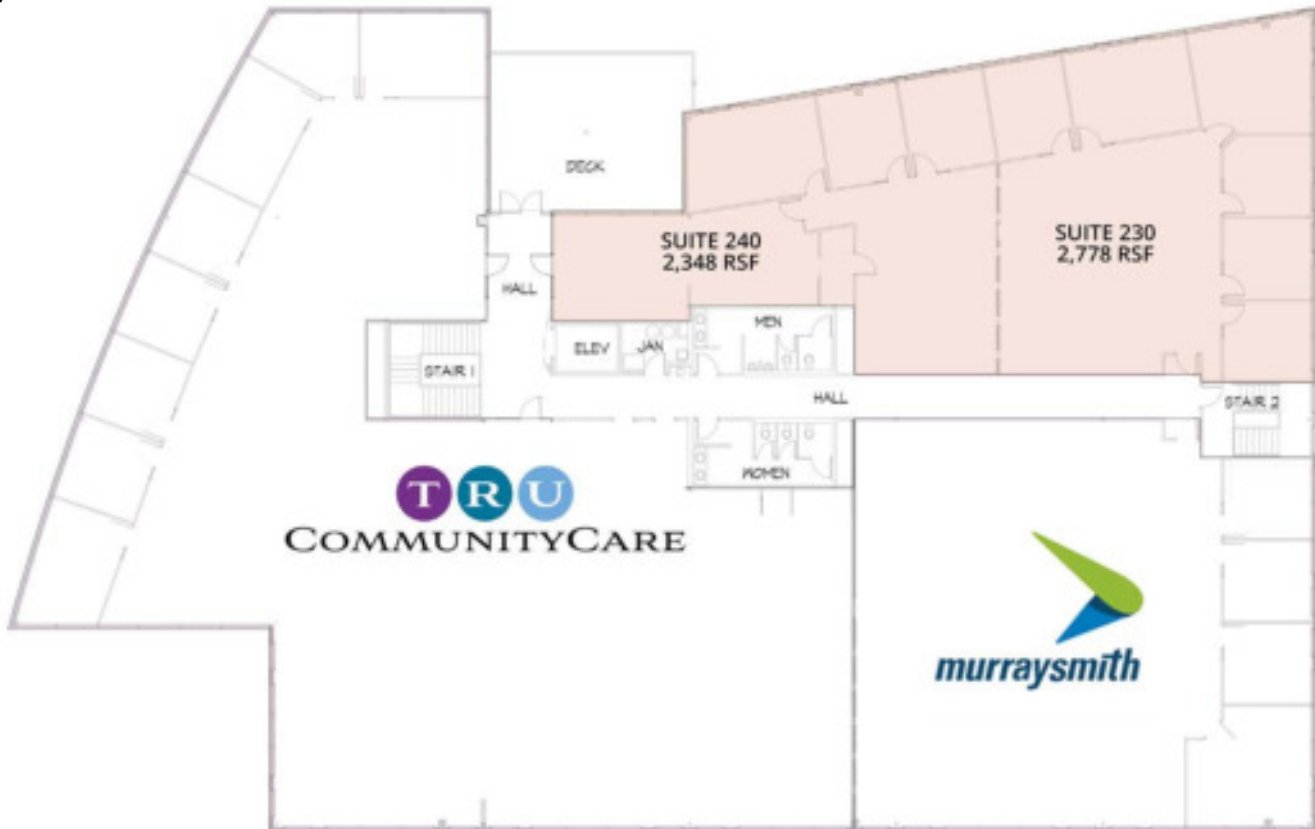 DECK
SUITE 240
2,348 RSF
SUITE 230
2,778 RSF
HALL
MEN
ELEV
JAN
STAIR 1
HALL
STAIR 2
WOMEN
TRU
COMMUNITYCARE
murraysmith